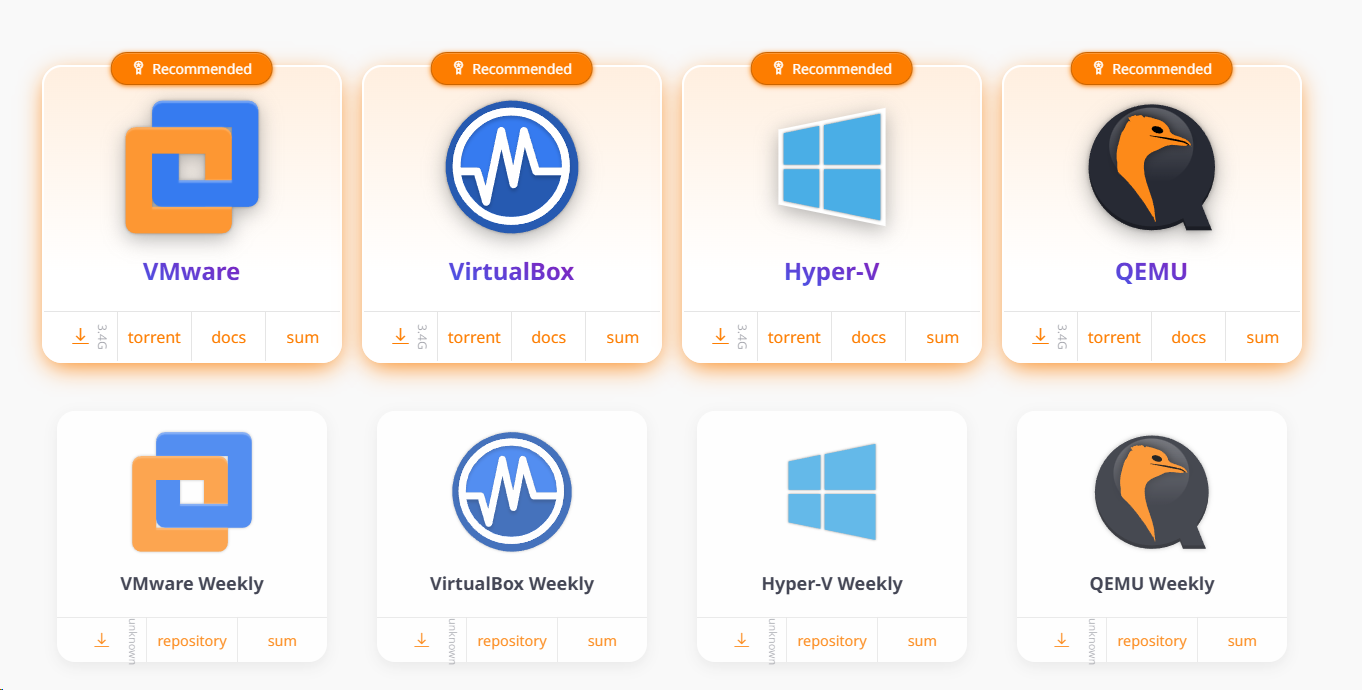 Recommended
Recommended
Recommended
Recommended
VMware
VirtualBox
Hyper-V
QEMU
3.4G torrent docs sum
3.4G torrent docs sum
3.4G torrent docs sum
3.4G torrent docs sum
VMware Weekly
VirtualBox Weekly
Hyper-V Weekly
QEMU Weekly
unknown repository sum
unknown repository sum
unknown repository sum
unknown repository sum